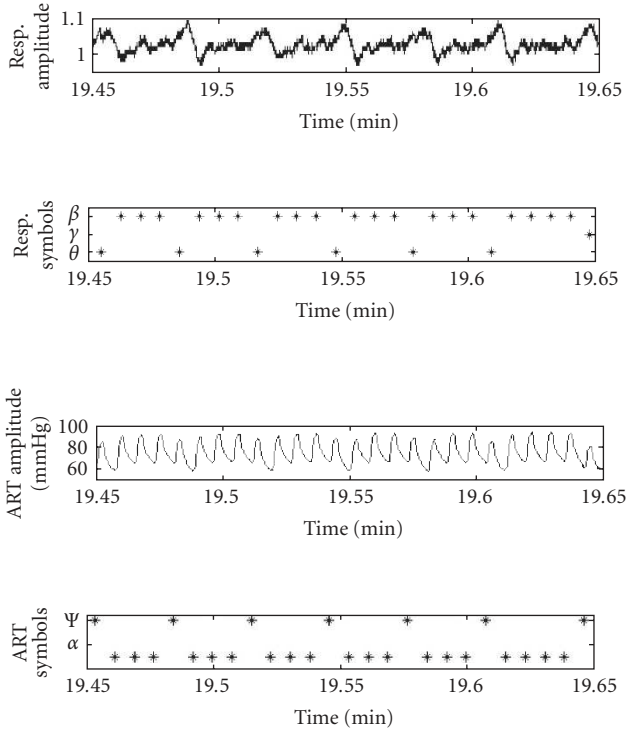 Resp.
amplitude
1.1
1
19.45 19.5 19.55 19.6 19.65
Time (min)
Resp.
symbols
β
γ
θ
19.45 19.5 19.55 19.6 19.65
Time (min)
ART amplitude
(mmHg)
100
80
60
19.45 19.5 19.55 19.6 19.65
Time (min)
ART
symbols
Ψ
α
19.45 19.5 19.55 19.6 19.65
Time (min)